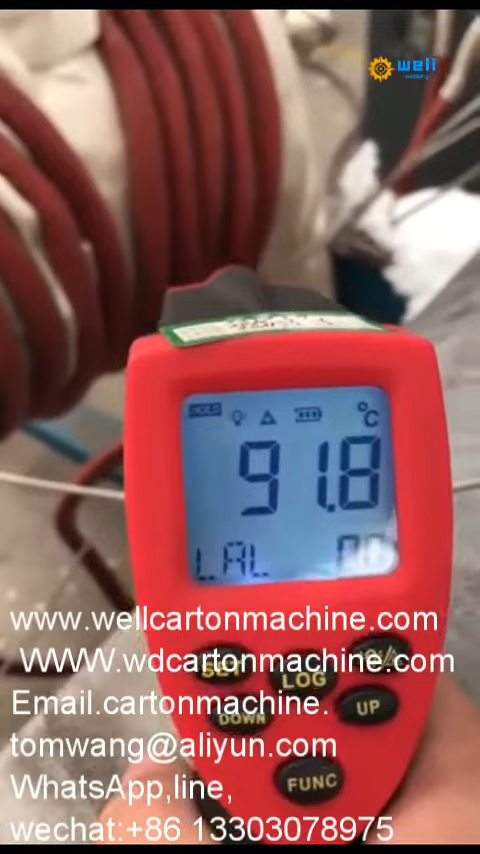 well
HOLD
°C
91.8
LAL
www.wellcartonmachine.com
WWW.wdcartonmachine.com
SET
LOG
Email.cartonmachine.
DOWN
UP
tomwang@aliyun.com
WhatsApp,line,
FUNC
wechat:+86 13303078975